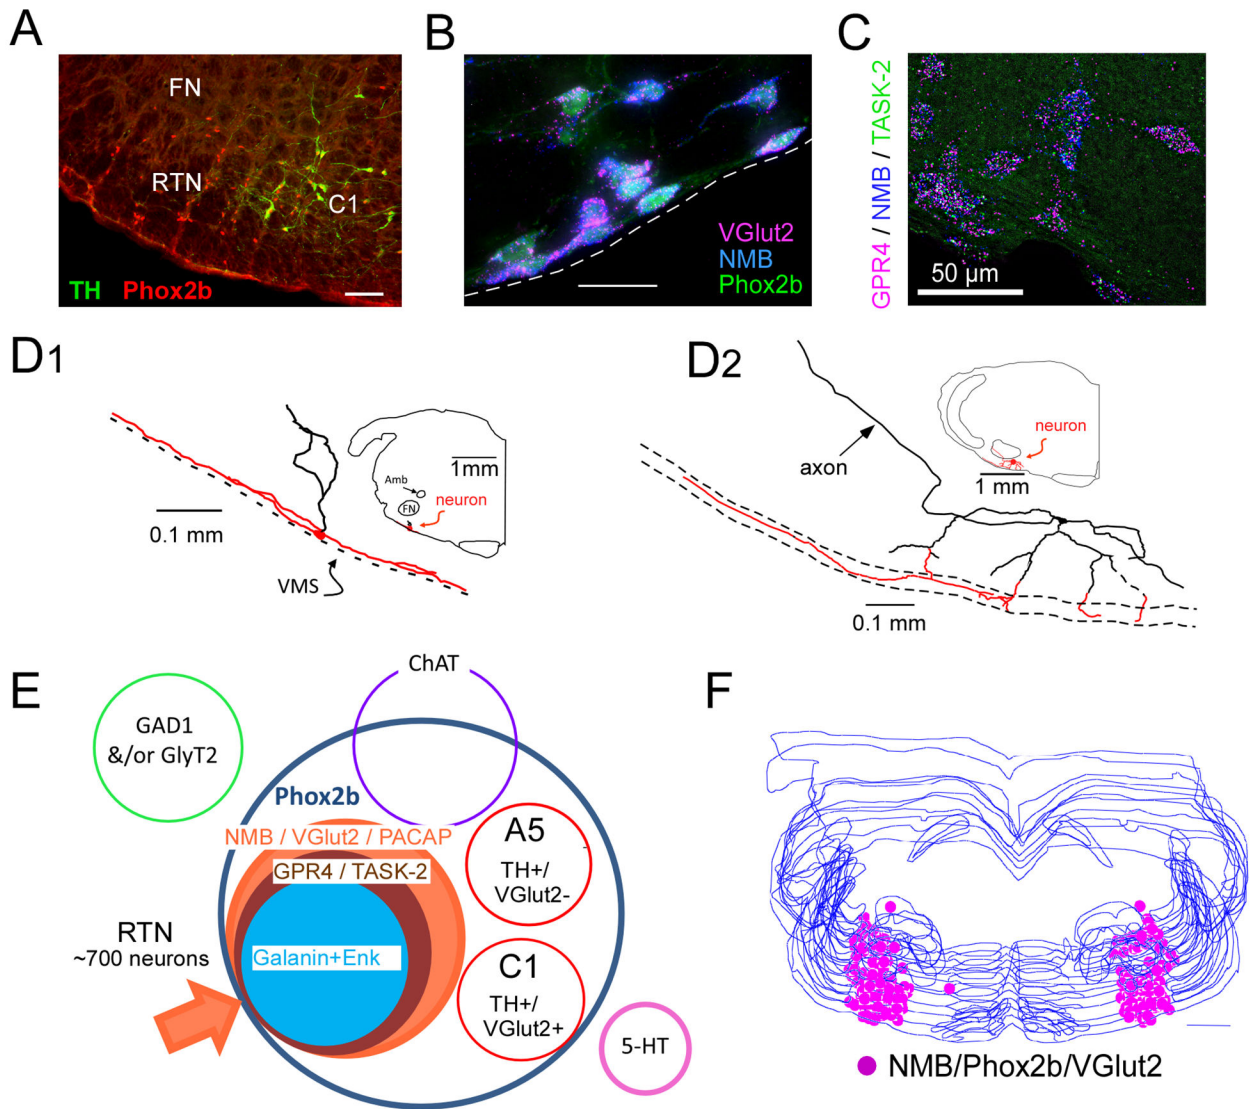 A
FN
RTN
C1
TH Phox2b
B
VGlut2
NMB
Phox2b
C
GPR4 / NMB / TASK-2
50 µm
D1
1mm
Amb
FN
neuron
0.1 mm
VMS
D2
neuron
axon
1 mm
0.1 mm
E
ChAT
GAD1
&/or GlyT2
Phox2b
NMB / VGlut2 / PACAP
GPR4 / TASK-2
A5
TH+/
VGlut2-
RTN
~700 neurons
Galanin+Enk
C1
TH+/
VGlut2+
5-HT
F
NMB/Phox2b/VGlut2